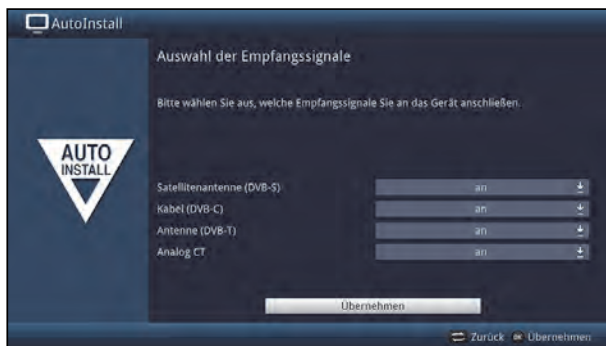 AutoInstall
Auswahl der Empfangssignale
Bitte wählen Sie aus, welche Empfangssignale Sie an das Gerät anschließen.
AUTO
INSTALL
Satellitenantenne (DVB-S) an
Kabel (DVB-C) an
Antenne (DVB-T) an
Analog CT an
Übernehmen
Zurück OK Übernehmen